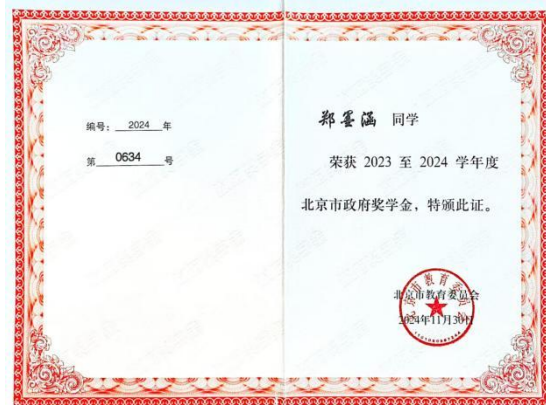 编号：2024 年
第 0634 号
郑墨涵 同学
荣获 2023 至 2024 学年度
北京市政府奖学金，特颁此证。
北京市教育委员会
2024年11月30日